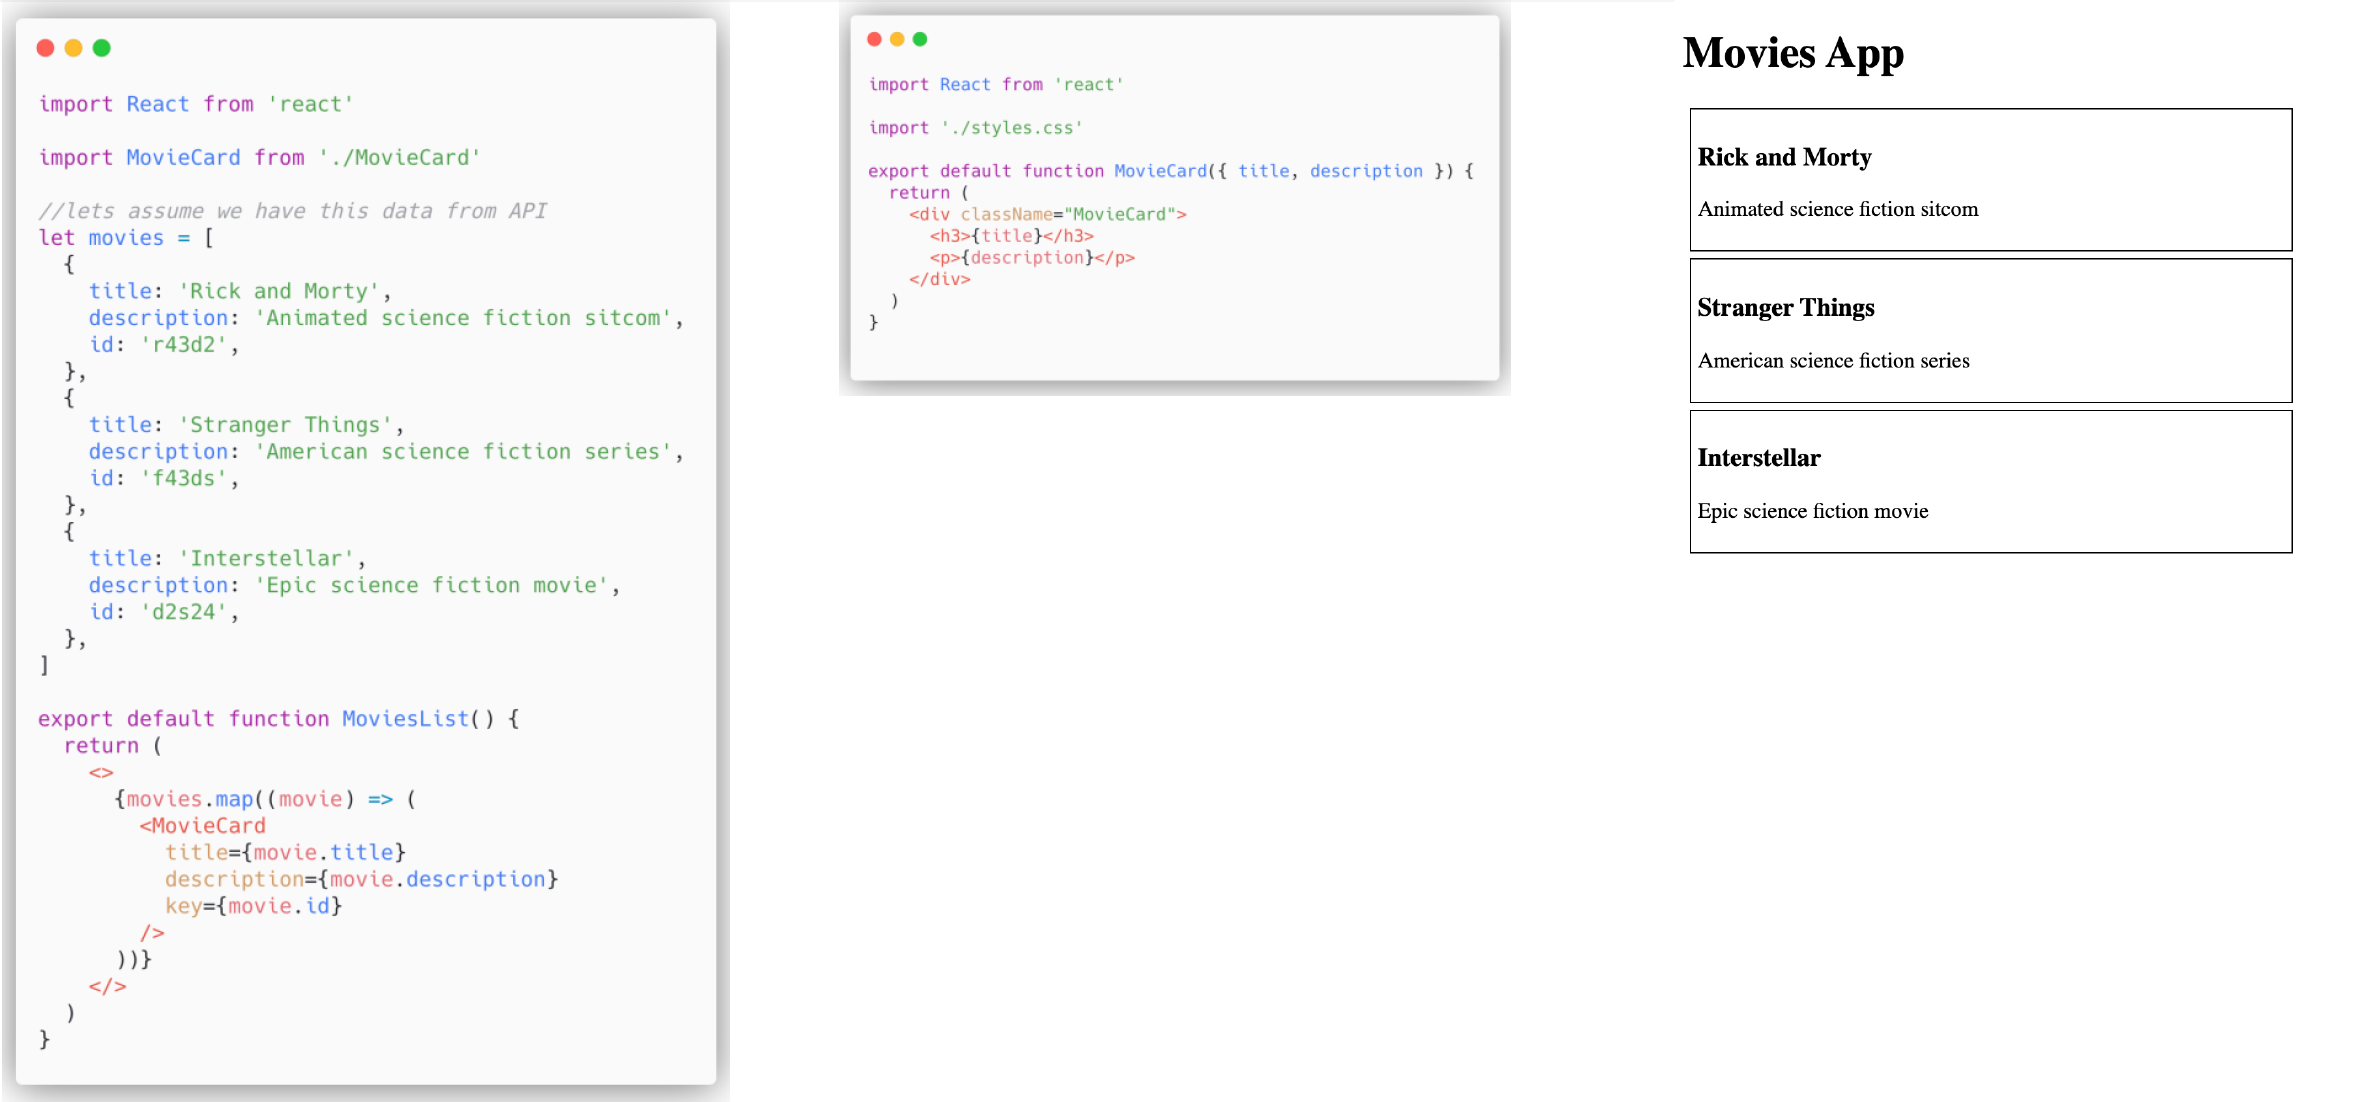 import React from 'react'
import MovieCard from './MovieCard'
//lets assume we have this data from API
let movies = [
  {
    title: 'Rick and Morty',
    description: 'Animated science fiction sitcom',
    id: 'r43d2',
  },
  {
    title: 'Stranger Things',
    description: 'American science fiction series',
    id: 'f43ds',
  },
  {
    title: 'Interstellar',
    description: 'Epic science fiction movie',
    id: 'd2s24',
  },
]
export default function MoviesList() {
  return (
    <>
      {movies.map((movie) => (
        <MovieCard
          title={movie.title}
          description={movie.description}
          key={movie.id}
        />
      ))}
    </>
  )
}
import React from 'react'
import './styles.css'
export default function MovieCard({ title, description }) {
  return (
    <div className="MovieCard">
      <h3>{title}</h3>
      <p>{description}</p>
    </div>
  )
}
Movies App
Rick and Morty
Animated science fiction sitcom
Stranger Things
American science fiction series
Interstellar
Epic science fiction movie